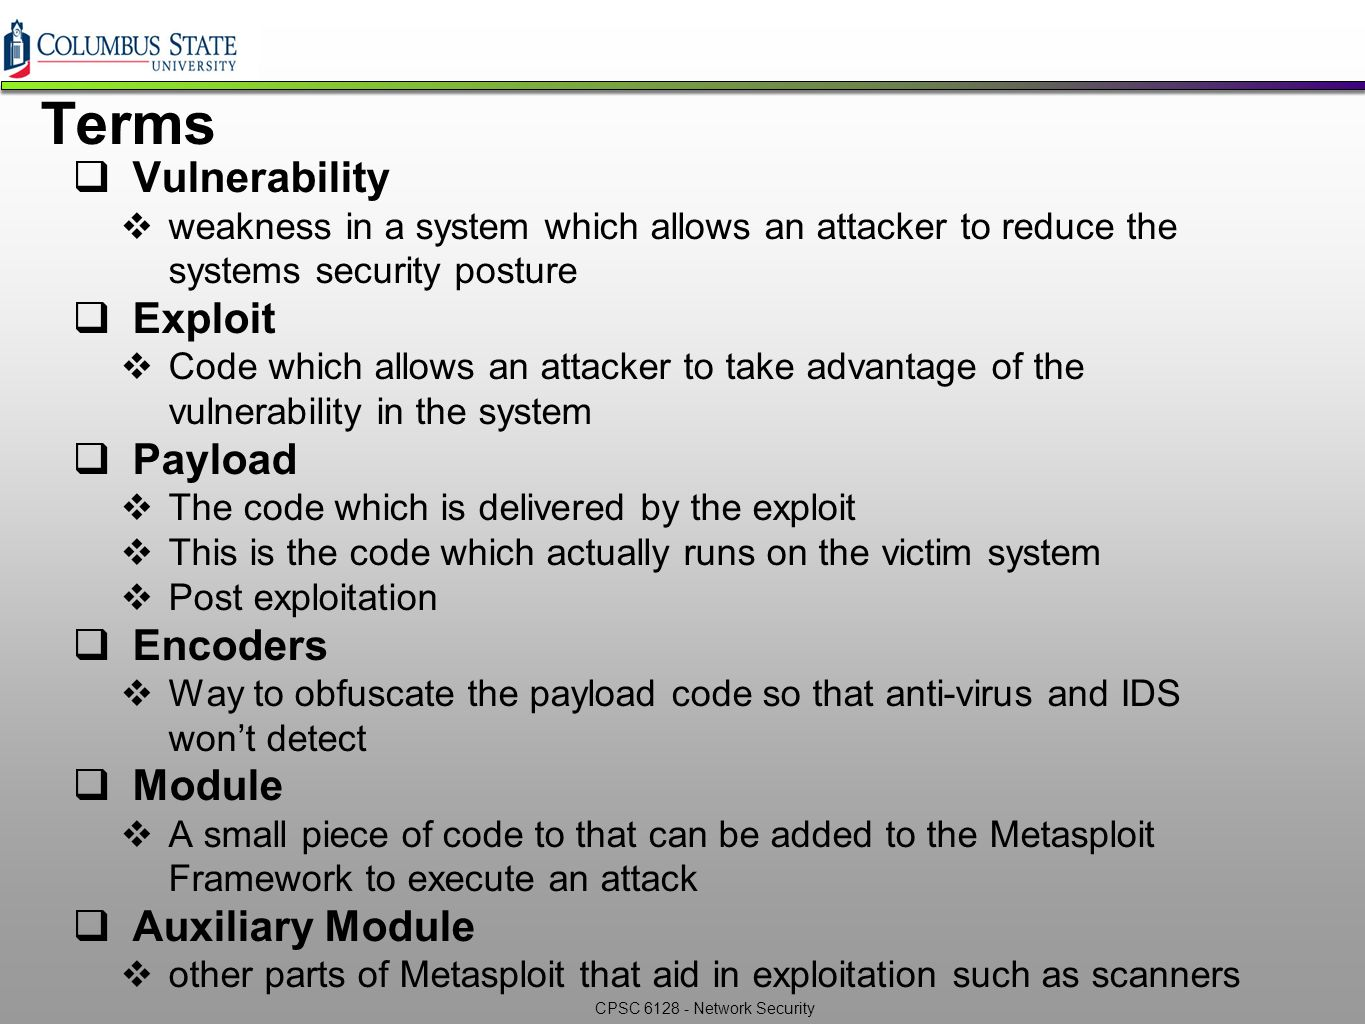 COLUMBUS STATE
UNIVERSITY
Terms
Vulnerability
weakness in a system which allows an attacker to reduce the
systems security posture
Exploit
Code which allows an attacker to take advantage of the
vulnerability in the system
Payload
The code which is delivered by the exploit
This is the code which actually runs on the victim system
Post exploitation
Encoders
Way to obfuscate the payload code so that anti-virus and IDS
won’t detect
Module
A small piece of code to that can be added to the Metasploit
Framework to execute an attack
Auxiliary Module
other parts of Metasploit that aid in exploitation such as scanners
CPSC 6128 - Network Security